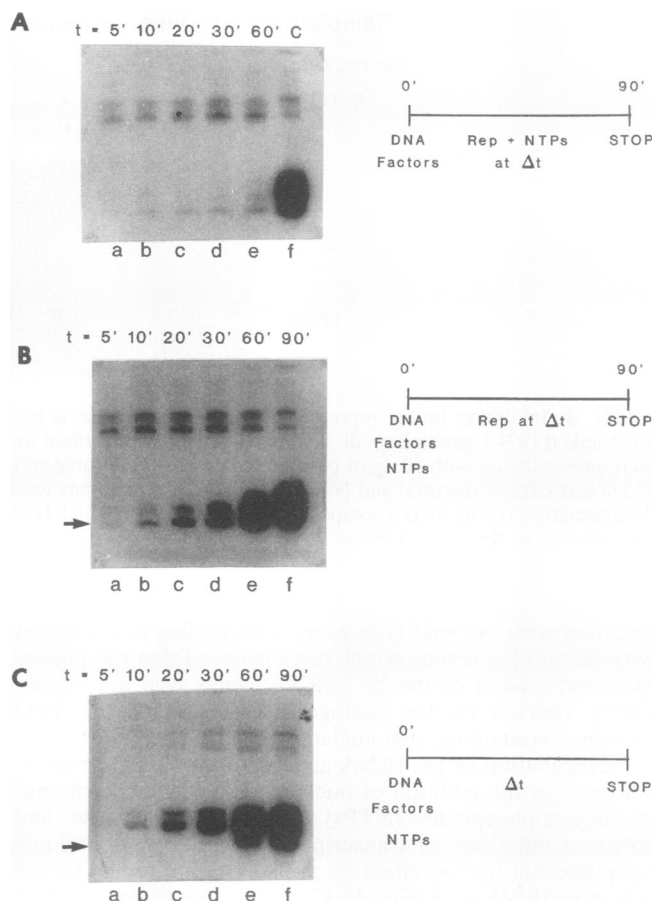 A
t = 5' 10' 20' 30' 60' C
a b c d e f
0' 90'
DNA Rep + NTPs STOP
Factors at Δt
B
t = 5' 10' 20' 30' 60' 90'
a b c d e f
0' 90'
DNA Rep at Δt STOP
Factors
NTPs
C
t = 5' 10' 20' 30' 60' 90'
a b c d e f
0' 90'
DNA Δt STOP
Factors
NTPs